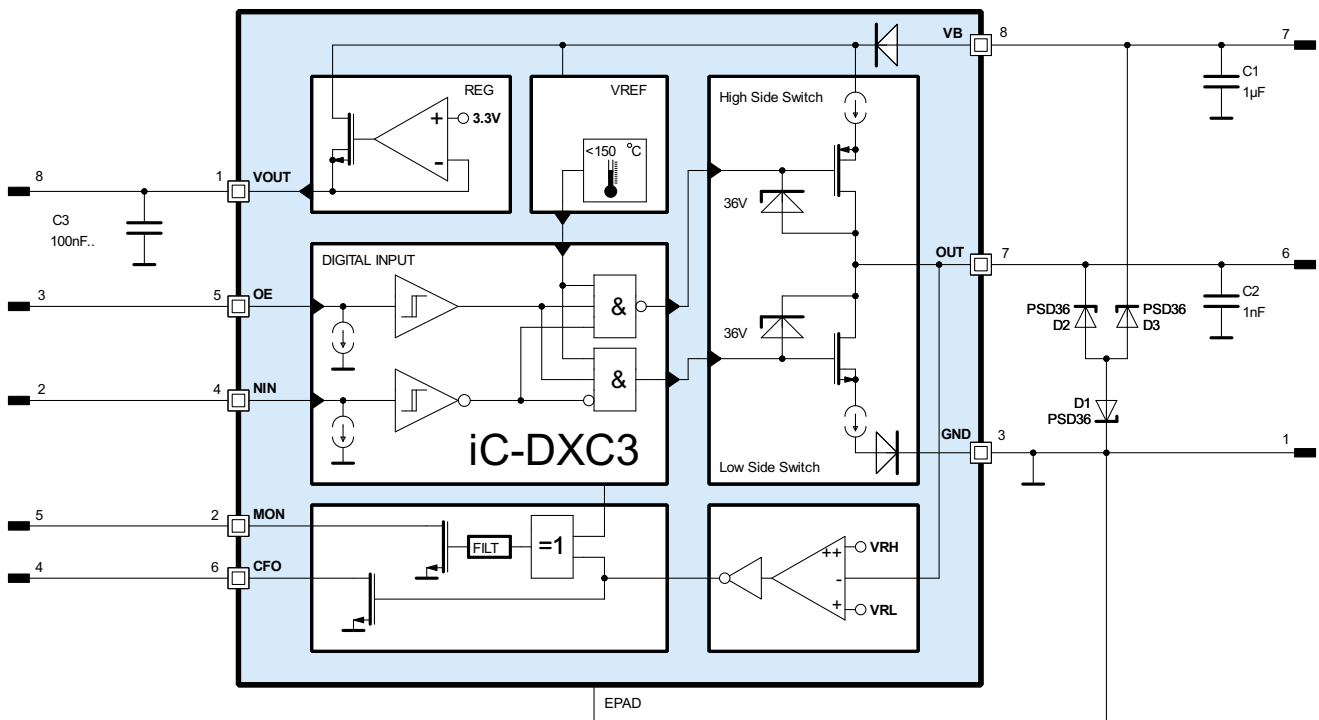 VB
8
7
REG
VREF
High Side Switch
C1
1µF
+
3.3V
-
<150 °C
8
1
VOUT
36V
C3
100nF..
DIGITAL INPUT
OUT
7
6
3
5
OE
&
PSD36
D2
PSD36
D3
C2
1nF
36V
&
2
4
NIN
D1
PSD36
iC-DXC3
GND
3
1
Low Side Switch
5
2
MON
FILT
=1
++
VRH
-
4
6
CFO
+
VRL
EPAD